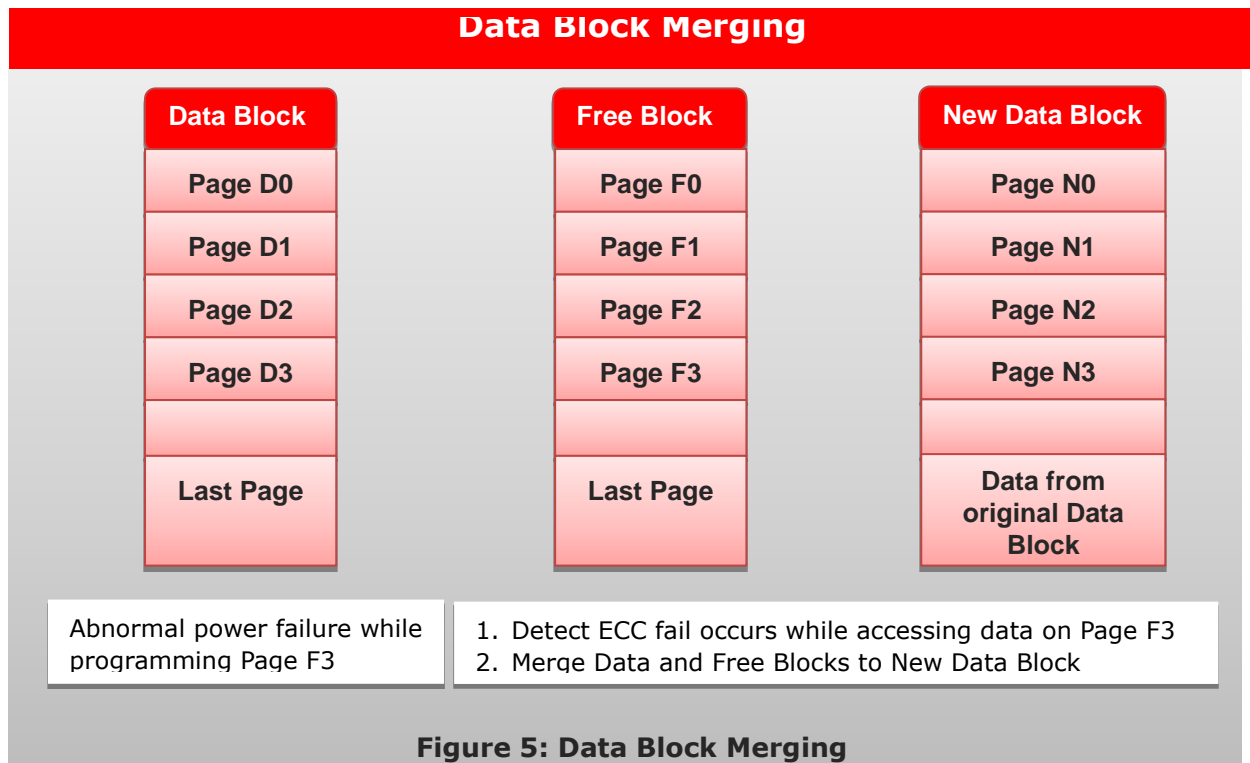 Data Block Merging
Data Block
Page D0
Page D1
Page D2
Page D3
Last Page
Free Block
Page F0
Page F1
Page F2
Page F3
Last Page
New Data Block
Page N0
Page N1
Page N2
Page N3
Data from
original Data
Block
Abnormal power failure while
programming Page F3
1. Detect ECC fail occurs while accessing data on Page F3
2. Merge Data and Free Blocks to New Data Block
Figure 5: Data Block Merging